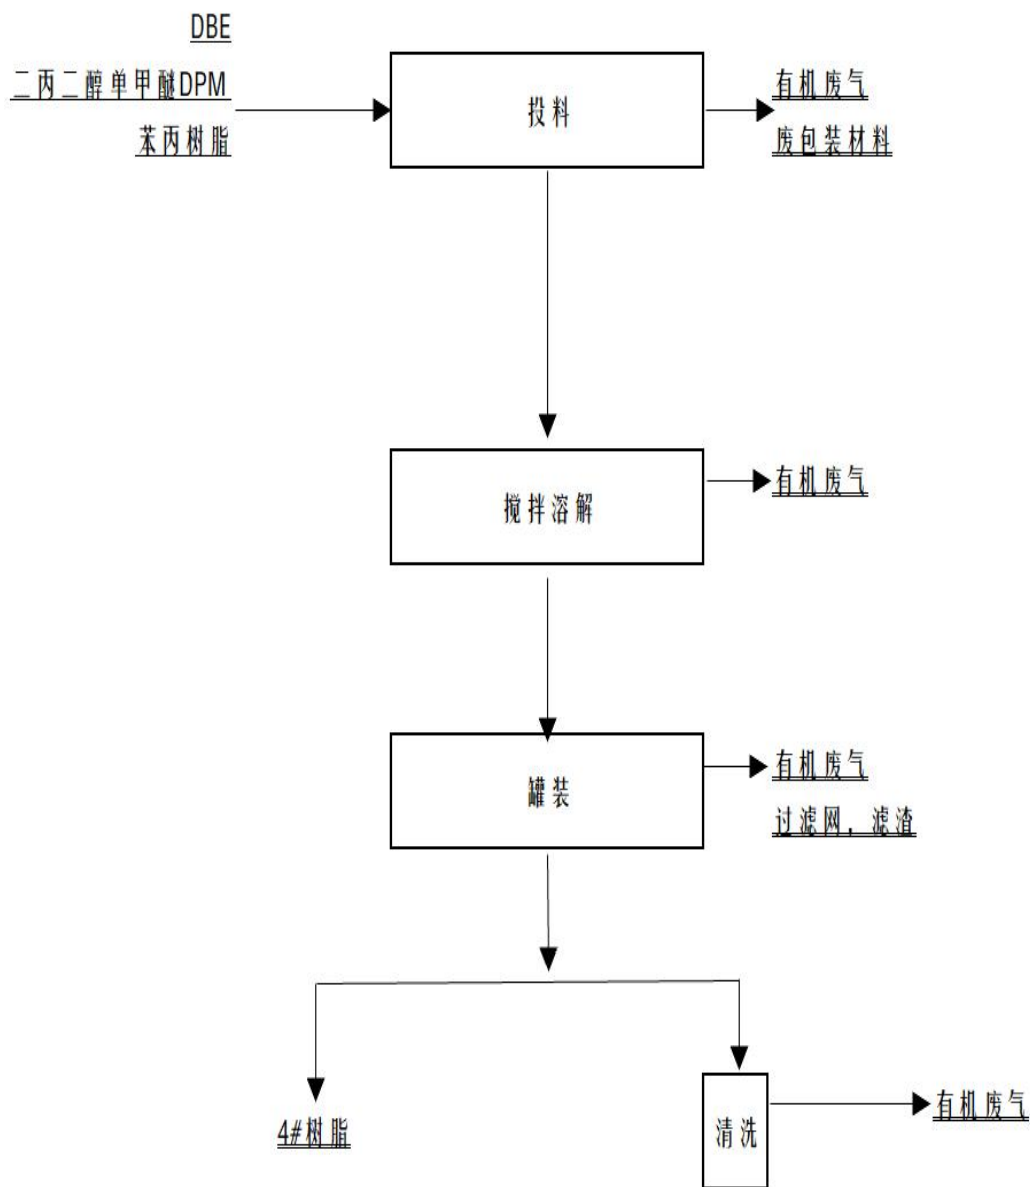 DBE
二丙二醇单甲醚DPM
苯丙树脂
投料
有机废气
废包装材料
搅拌溶解
有机废气
罐装
有机废气
过滤网，滤渣
4#树脂
清洗
有机废气